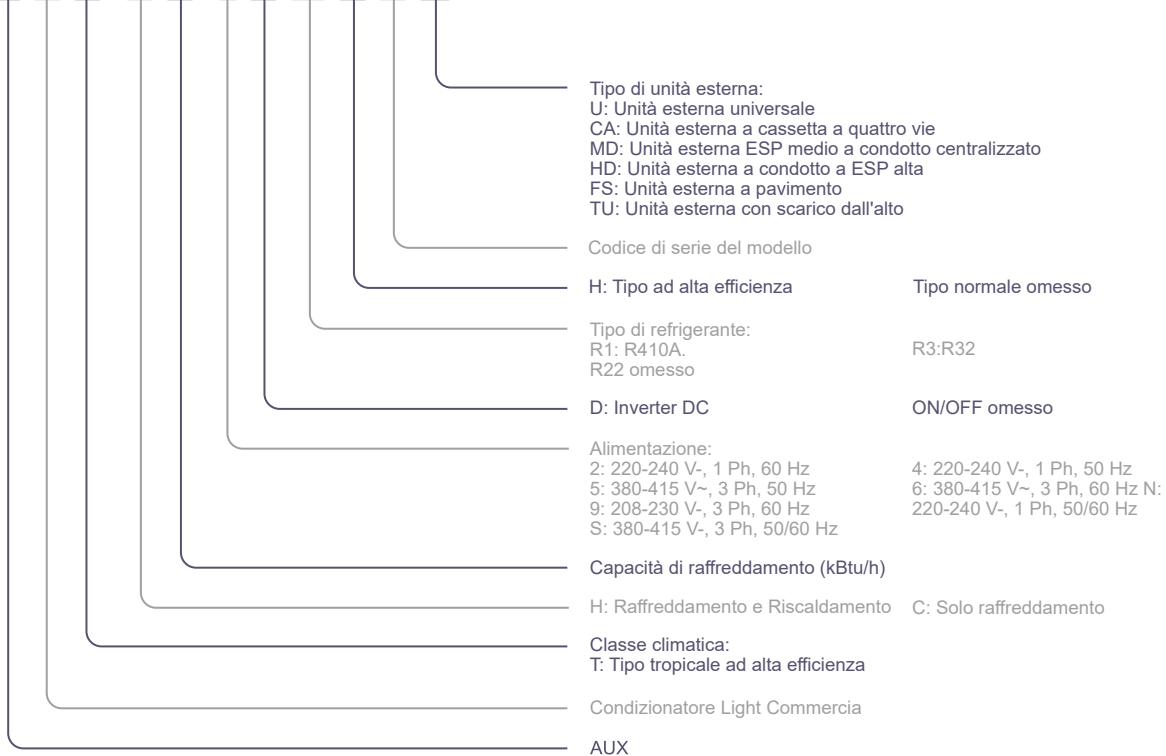 Tipo di unità esterna:
U: Unità esterna universale
CA: Unità esterna a cassetta a quattro vie
MD: Unità esterna ESP medio a condotto centralizzato
HD: Unità esterna a condotto a ESP alta
FS: Unità esterna a pavimento
TU: Unità esterna con scarico dall'alto
Codice di serie del modello
H: Tipo ad alta efficienza Tipo normale omesso
Tipo di refrigerante:
R1: R410A. R3:R32
R22 omesso
D: Inverter DC ON/OFF omesso
Alimentazione:
2: 220-240 V-, 1 Ph, 60 Hz 4: 220-240 V-, 1 Ph, 50 Hz
5: 380-415 V~, 3 Ph, 50 Hz 6: 380-415 V~, 3 Ph, 60 Hz N:
9: 208-230 V-, 3 Ph, 60 Hz 220-240 V-, 1 Ph, 50/60 Hz
S: 380-415 V-, 3 Ph, 50/60 Hz
Capacità di raffreddamento (kBtu/h)
H: Raffreddamento e Riscaldamento C: Solo raffreddamento
Classe climatica:
T: Tipo tropicale ad alta efficienza
Condizionatore Light Commercia
AUX